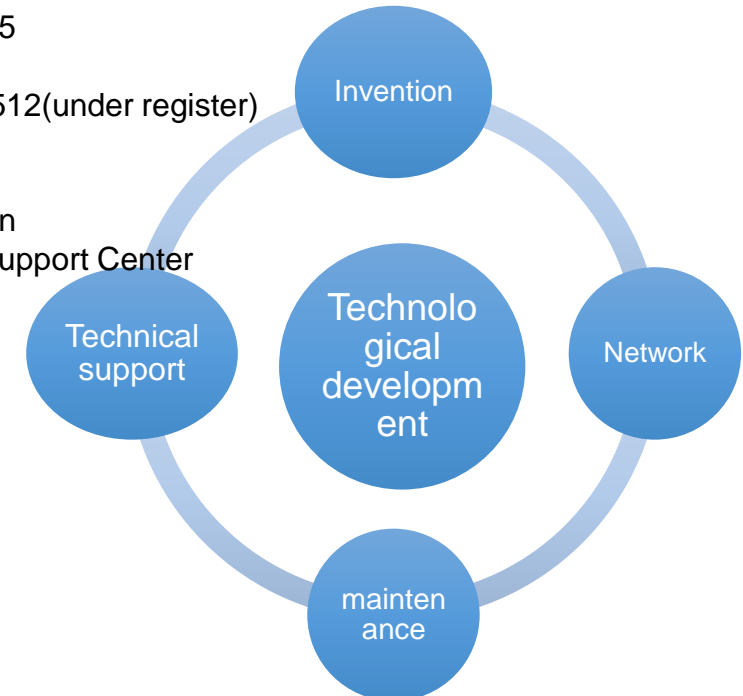 5
512(under register)
n
upport Center
Invention
Technical
support
Technolo
gical
developm
ent
Network
mainten
ance